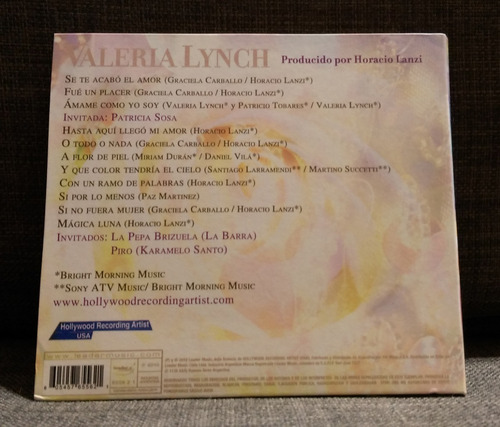 VALERIA LYNCH Producido por Horacio Lanzi
Se te acabó el amor (Graciela Carballo / Horacio Lanzi*)
Fué un placer (Graciela Carballo / Horacio Lanzi*)
Ámame como yo soy (Valeria Lynch* y Patricio Tobares* / Valeria Lynch*)
Invitada: Patricia Sosa
Hasta aquí llegó mi amor (Horacio Lanzi*)
O todo o nada (Graciela Carballo / Horacio Lanzi*)
A flor de piel (Miriam Durán* / Daniel Vilá*)
Y que color tendría el cielo (Santiago Larramendi** / Martino Succetti**)
Con un ramo de palabras (Horacio Lanzi*)
Si por lo menos (Paz Martinez)
Si no fuera mujer (Graciela Carballo / Horacio Lanzi*)
Mágica luna (Horacio Lanzi*)
Invitados: La Pepa Brizuela (La Barra)
Piro (Karamelo Santo)
*Bright Morning Music
**Sony ATV Music/ Bright Morning Music
www.hollywoodrecordingartist.com
Hollywood Recording Artist
USA